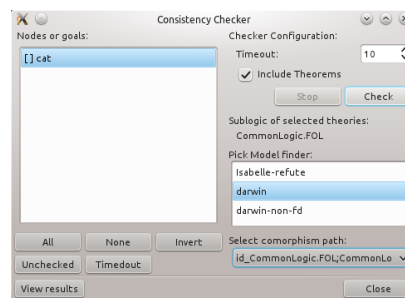 Consistency Checker
Nodes or goals:
[ ] cat
All
None
Invert
Unchecked
Timedout
View results
Checker Configuration:
Timeout:
10
Include Theorems
Stop
Check
Sublogic of selected theories:
CommonLogic.FOL
Pick Model finder:
Isabelle-refute
darwin
darwin-non-fd
Select comorphism path:
id_CommonLogic.FOL;CommonLo
Close